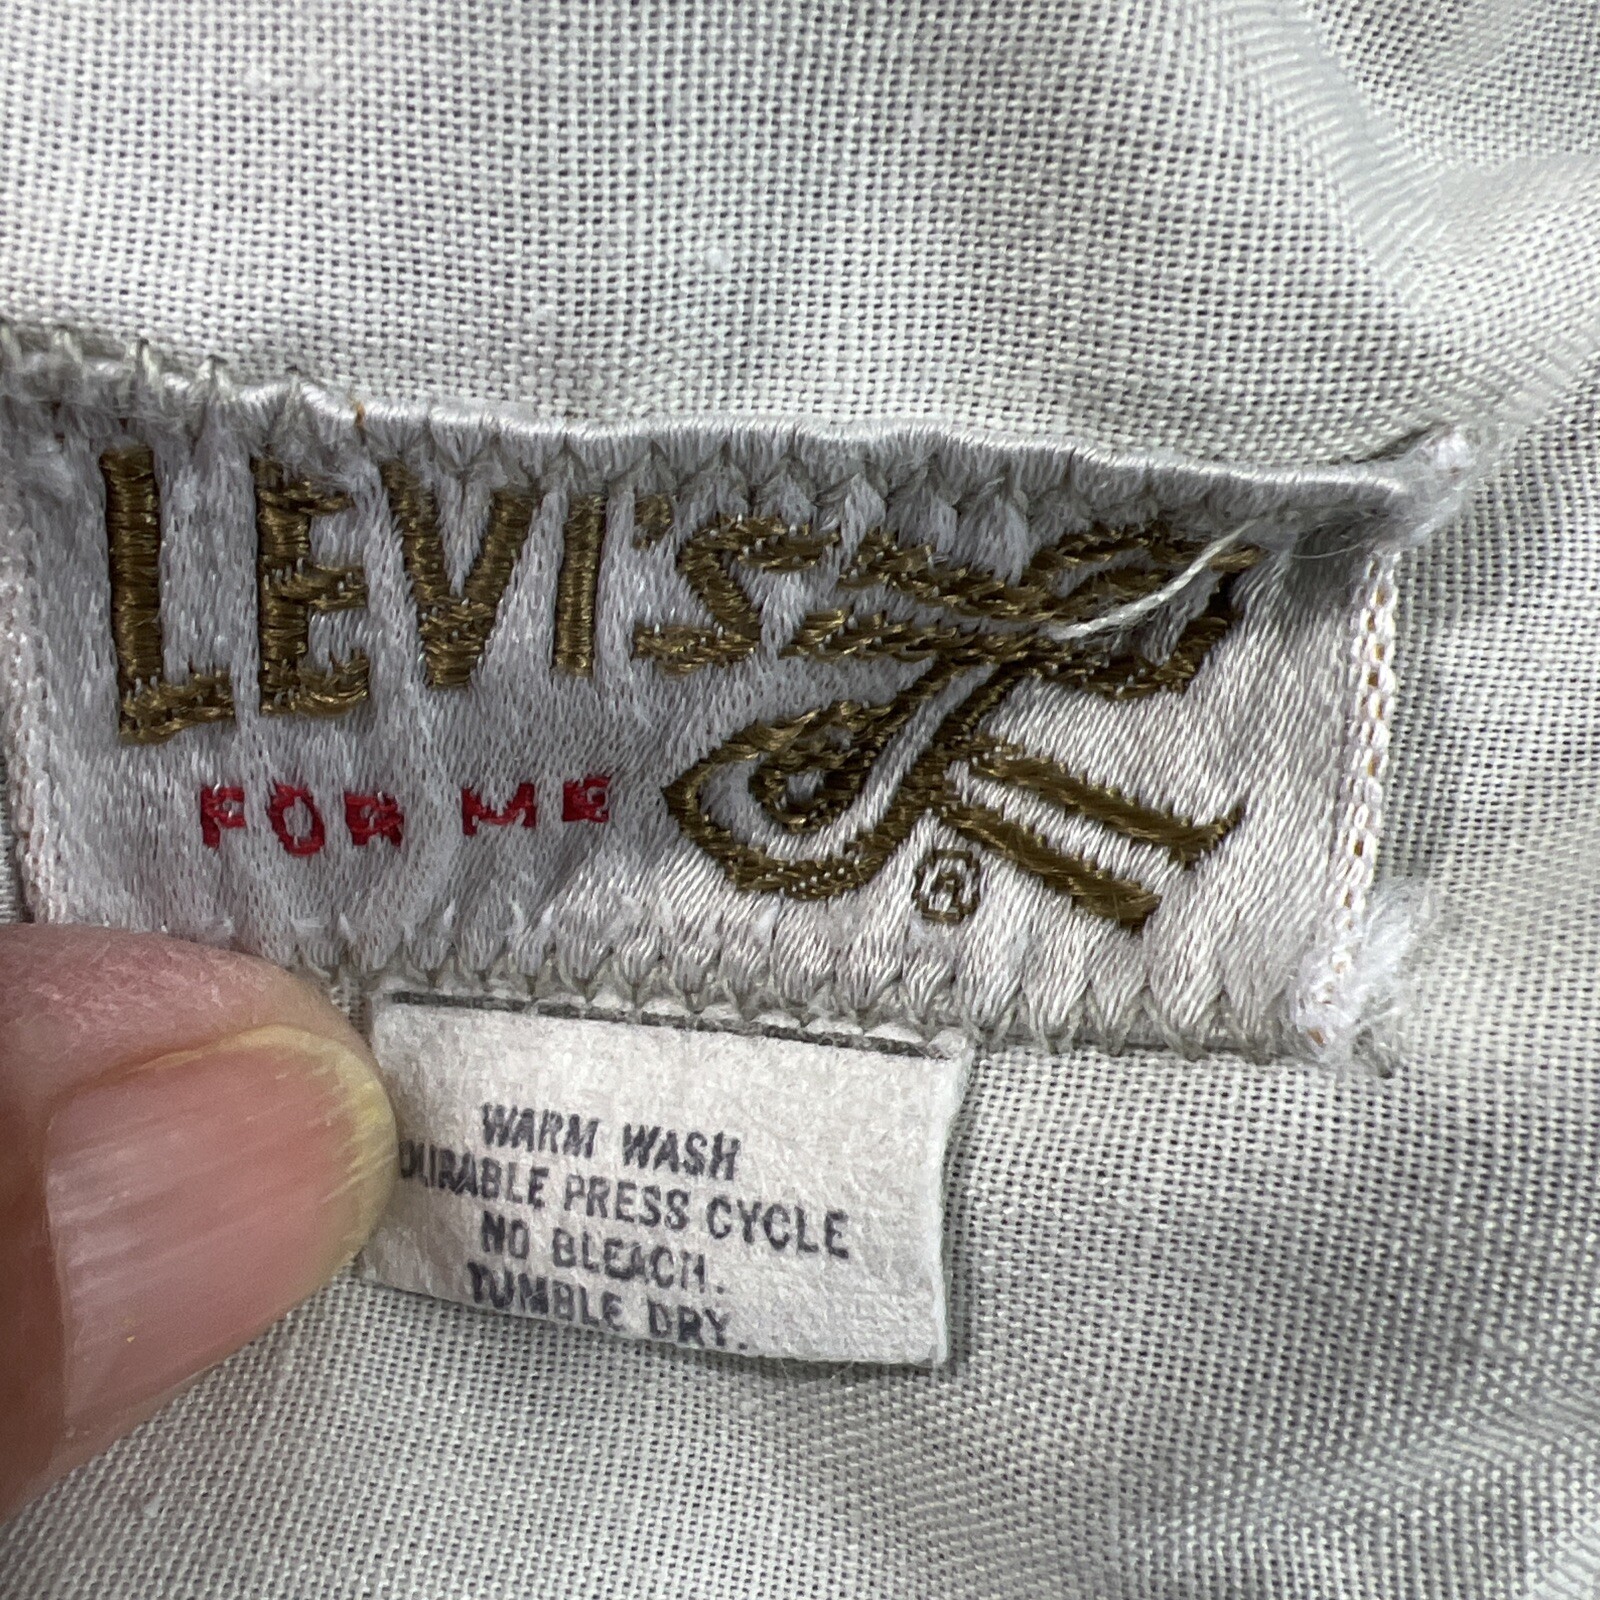 LEVI'S
FOR ME
®
WARM WASH
DURABLE PRESS CYCLE
NO BLEACH.
TUMBLE DRY.